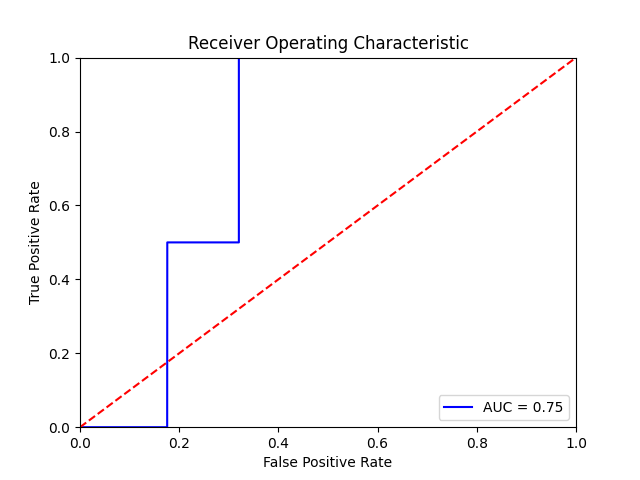 Receiver Operating Characteristic
1.0
0.8
0.6
0.4
0.2
0.0
True Positive Rate
AUC = 0.75
0.0 0.2 0.4 0.6 0.8 1.0
False Positive Rate